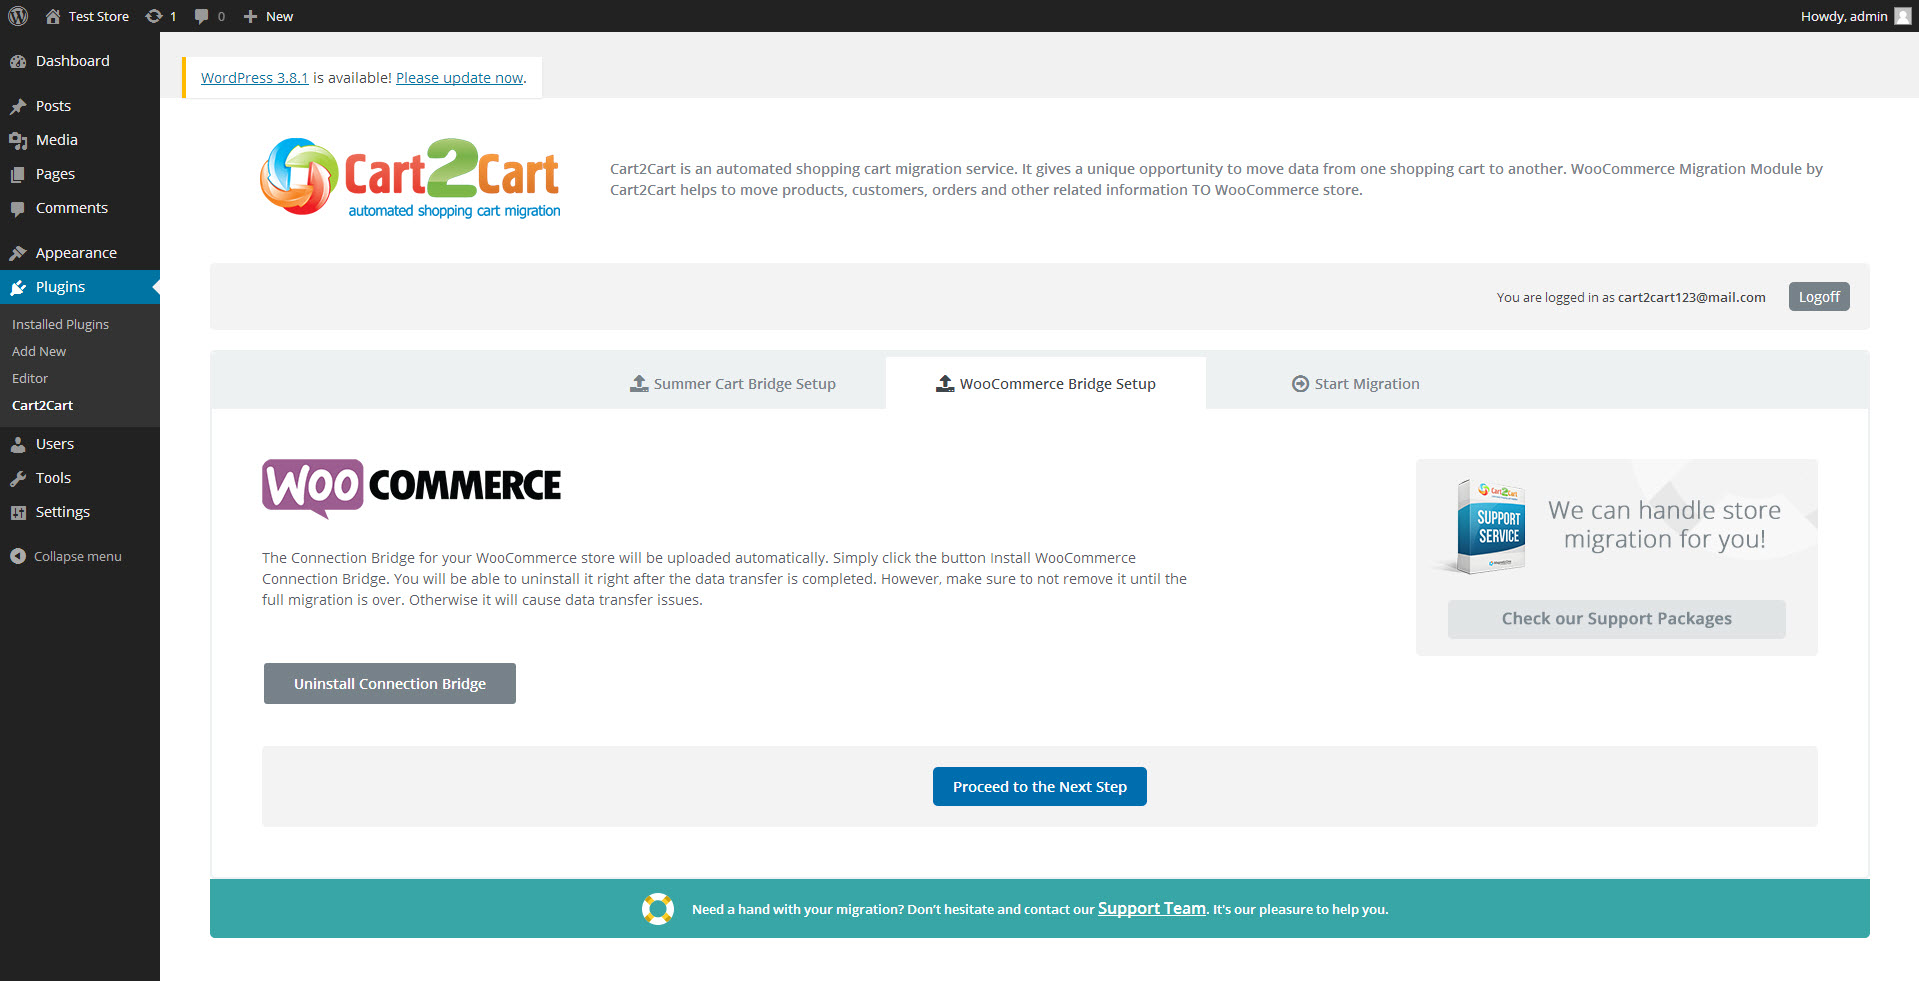 Test Store
1
0
New
Howdy, admin
Dashboard
Posts
Media
Pages
Comments
Appearance
Plugins
Installed Plugins
Add New
Editor
Cart2Cart
Users
Tools
Settings
Collapse menu
WordPress 3.8.1 is available! Please update now.
Cart2Cart
automated shopping cart migration
Cart2Cart is an automated shopping cart migration service. It gives a unique opportunity to move data from one shopping cart to another. WooCommerce Migration Module by
Cart2Cart helps to move products, customers, orders and other related information TO WooCommerce store.
You are logged in as cart2cart123@mail.com
Logoff
Summer Cart Bridge Setup
WooCommerce Bridge Setup
Start Migration
WOO COMMERCE
The Connection Bridge for your WooCommerce store will be uploaded automatically. Simply click the button Install WooCommerce
Connection Bridge. You will be able to uninstall it right after the data transfer is completed. However, make sure to not remove it until the
full migration is over. Otherwise it will cause data transfer issues.
Uninstall Connection Bridge
Cart2Cart
SUPPORT
SERVICE
We can handle store
migration for you!
Check our Support Packages
Proceed to the Next Step
Need a hand with your migration? Don't hesitate and contact our Support Team. It's our pleasure to help you.